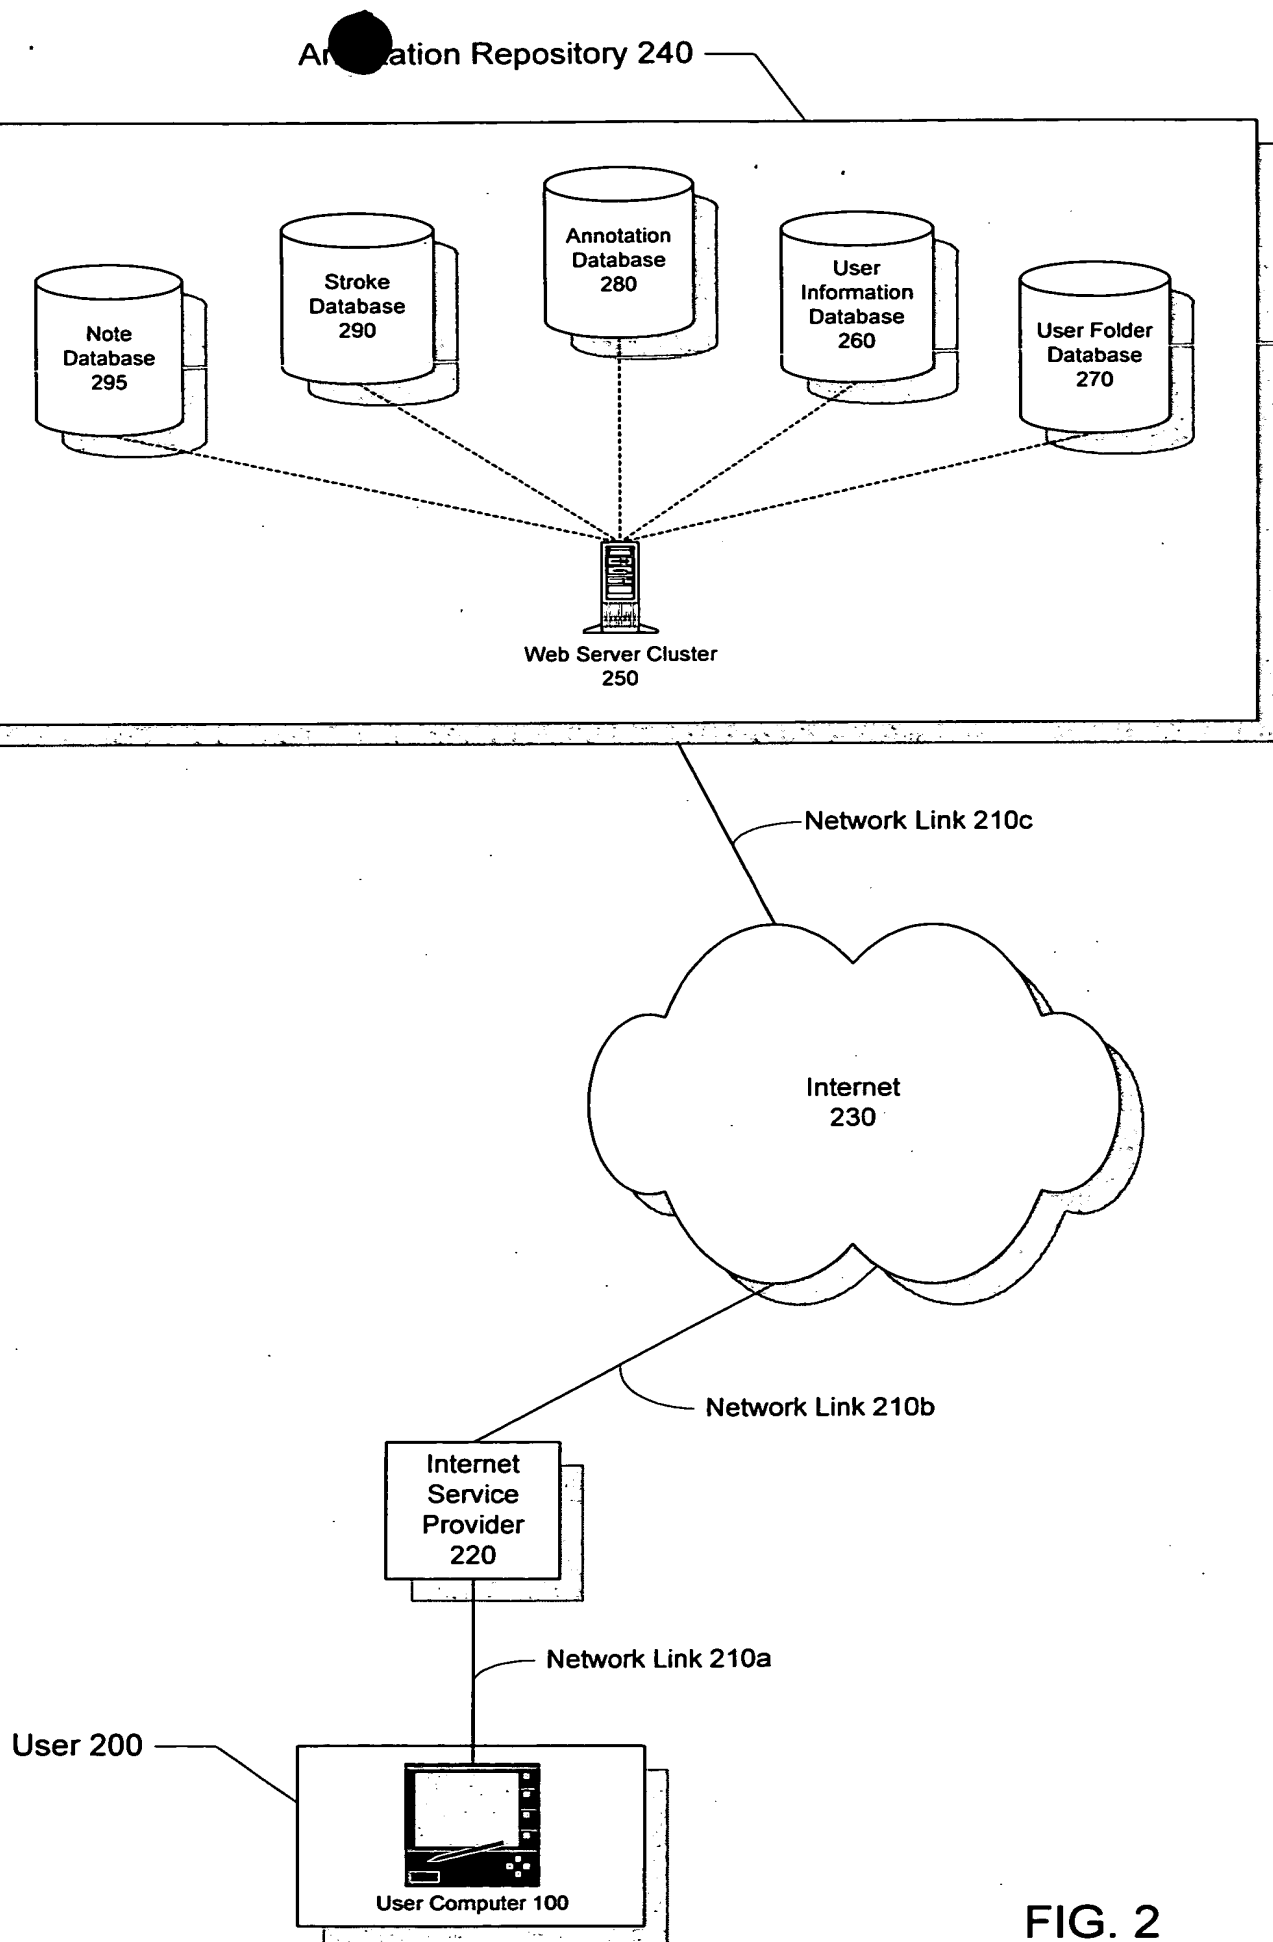 Repository 240
Annotation
Database
280
Stroke
Database
290
User
Information
Database
260
Note
Database
295
User Folder
Database
270
Web Server Cluster
250
Network Link 210c
Internet
230
Network Link 210b
Internet
Service
Provider
220
Network Link 210a
User 200
User Computer 100
FIG. 2